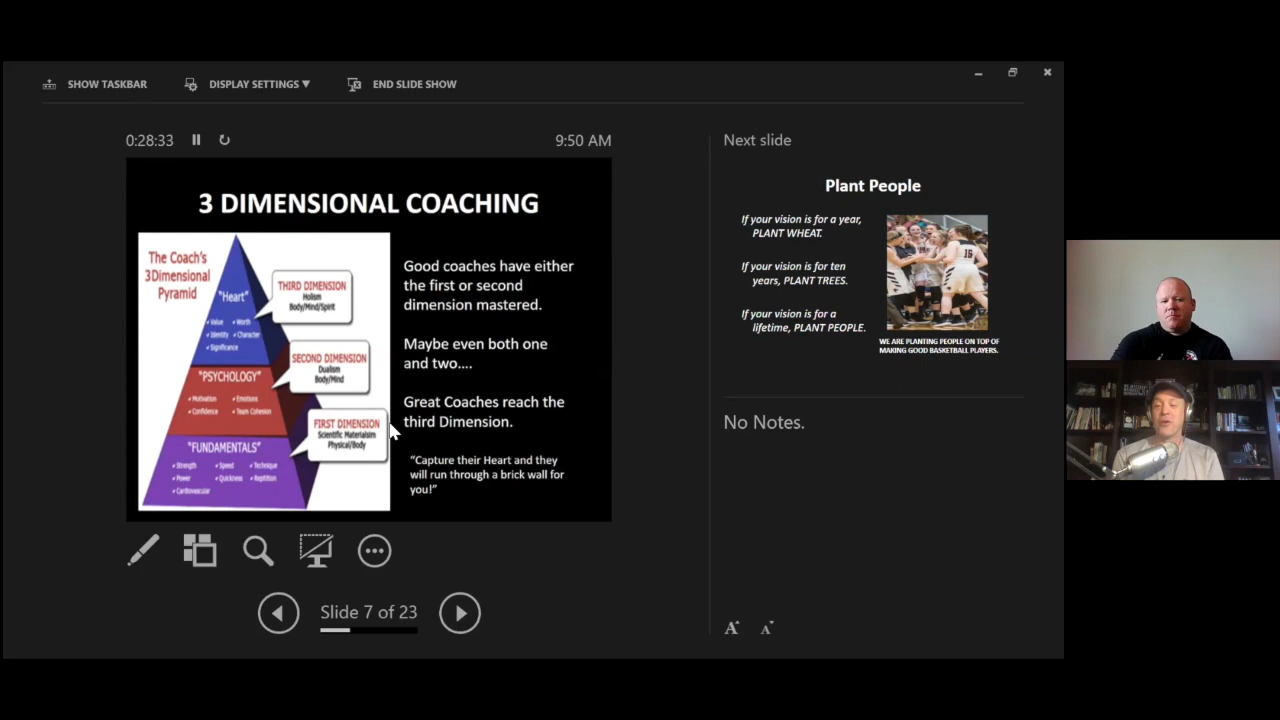 SHOW TASKBAR
DISPLAY SETTINGS ▼
END SLIDE SHOW
0:28:33
9:50 AM
3 DIMENSIONAL COACHING
The Coach's
3Dimensional
Pyramid
"Heart"
Value Worth
Identity Character
Significance
THIRD DIMENSION
Holism
Body/Mind/Spirit
"PSYCHOLOGY"
Motivation Emotions
Confidence Team Cohesion
SECOND DIMENSION
Dualism
Body/Mind
"FUNDAMENTALS"
Strength Speed Technique
Power Quickness Repitition
Cardiovascular
FIRST DIMENSION
Scientific Materialsim
Physical/Body
Good coaches have either
the first or second
dimension mastered.
Maybe even both one
and two....
Great Coaches reach the
third Dimension.
"Capture their Heart and they
will run through a brick wall for
you!"
Slide 7 of 23
Next slide
Plant People
If your vision is for a year,
PLANT WHEAT.
If your vision is for ten
years, PLANT TREES.
If your vision is for a
lifetime, PLANT PEOPLE.
15
WE ARE PLANTING PEOPLE ON TOP OF
MAKING GOOD BASKETBALL PLAYERS.
No Notes.
A A